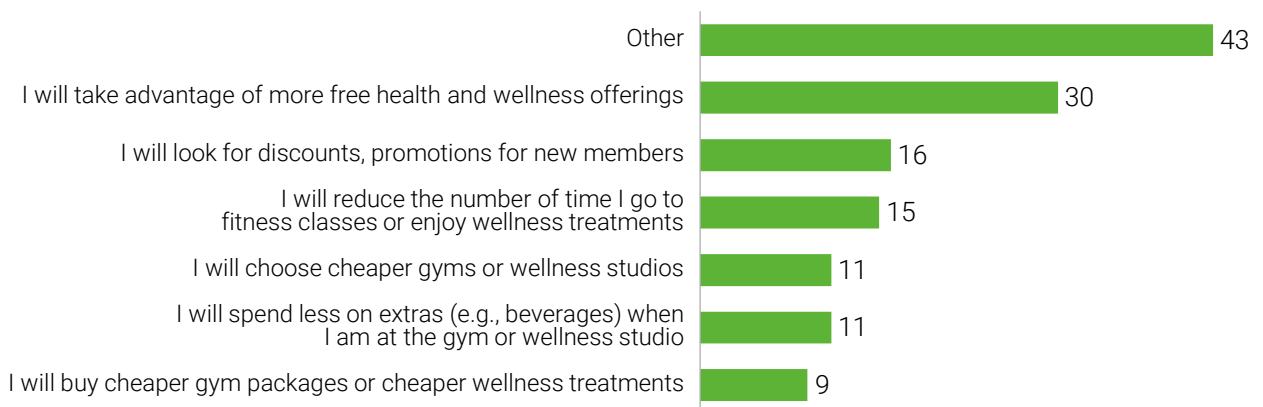 Other
43
I will take advantage of more free health and wellness offerings
30
I will look for discounts, promotions for new members
16
I will reduce the number of time I go to
fitness classes or enjoy wellness treatments
15
I will choose cheaper gyms or wellness studios
11
I will spend less on extras (e.g., beverages) when
I am at the gym or wellness studio
11
I will buy cheaper gym packages or cheaper wellness treatments
9